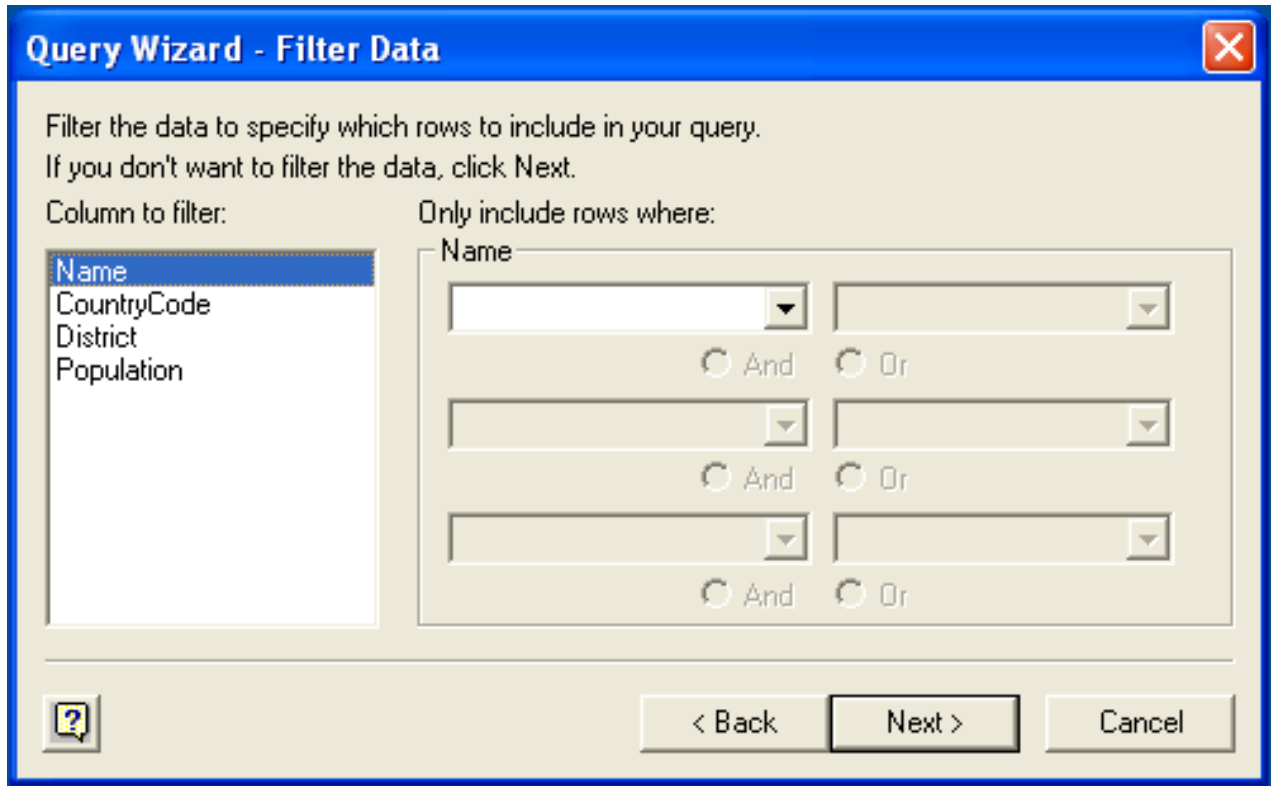 Query Wizard - Filter Data
Filter the data to specify which rows to include in your query.
If you don't want to filter the data, click Next.
Column to filter:
Only include rows where:
Name
CountryCode
District
Population
Name
And Or
And Or
And Or
?
< Back
Next >
Cancel